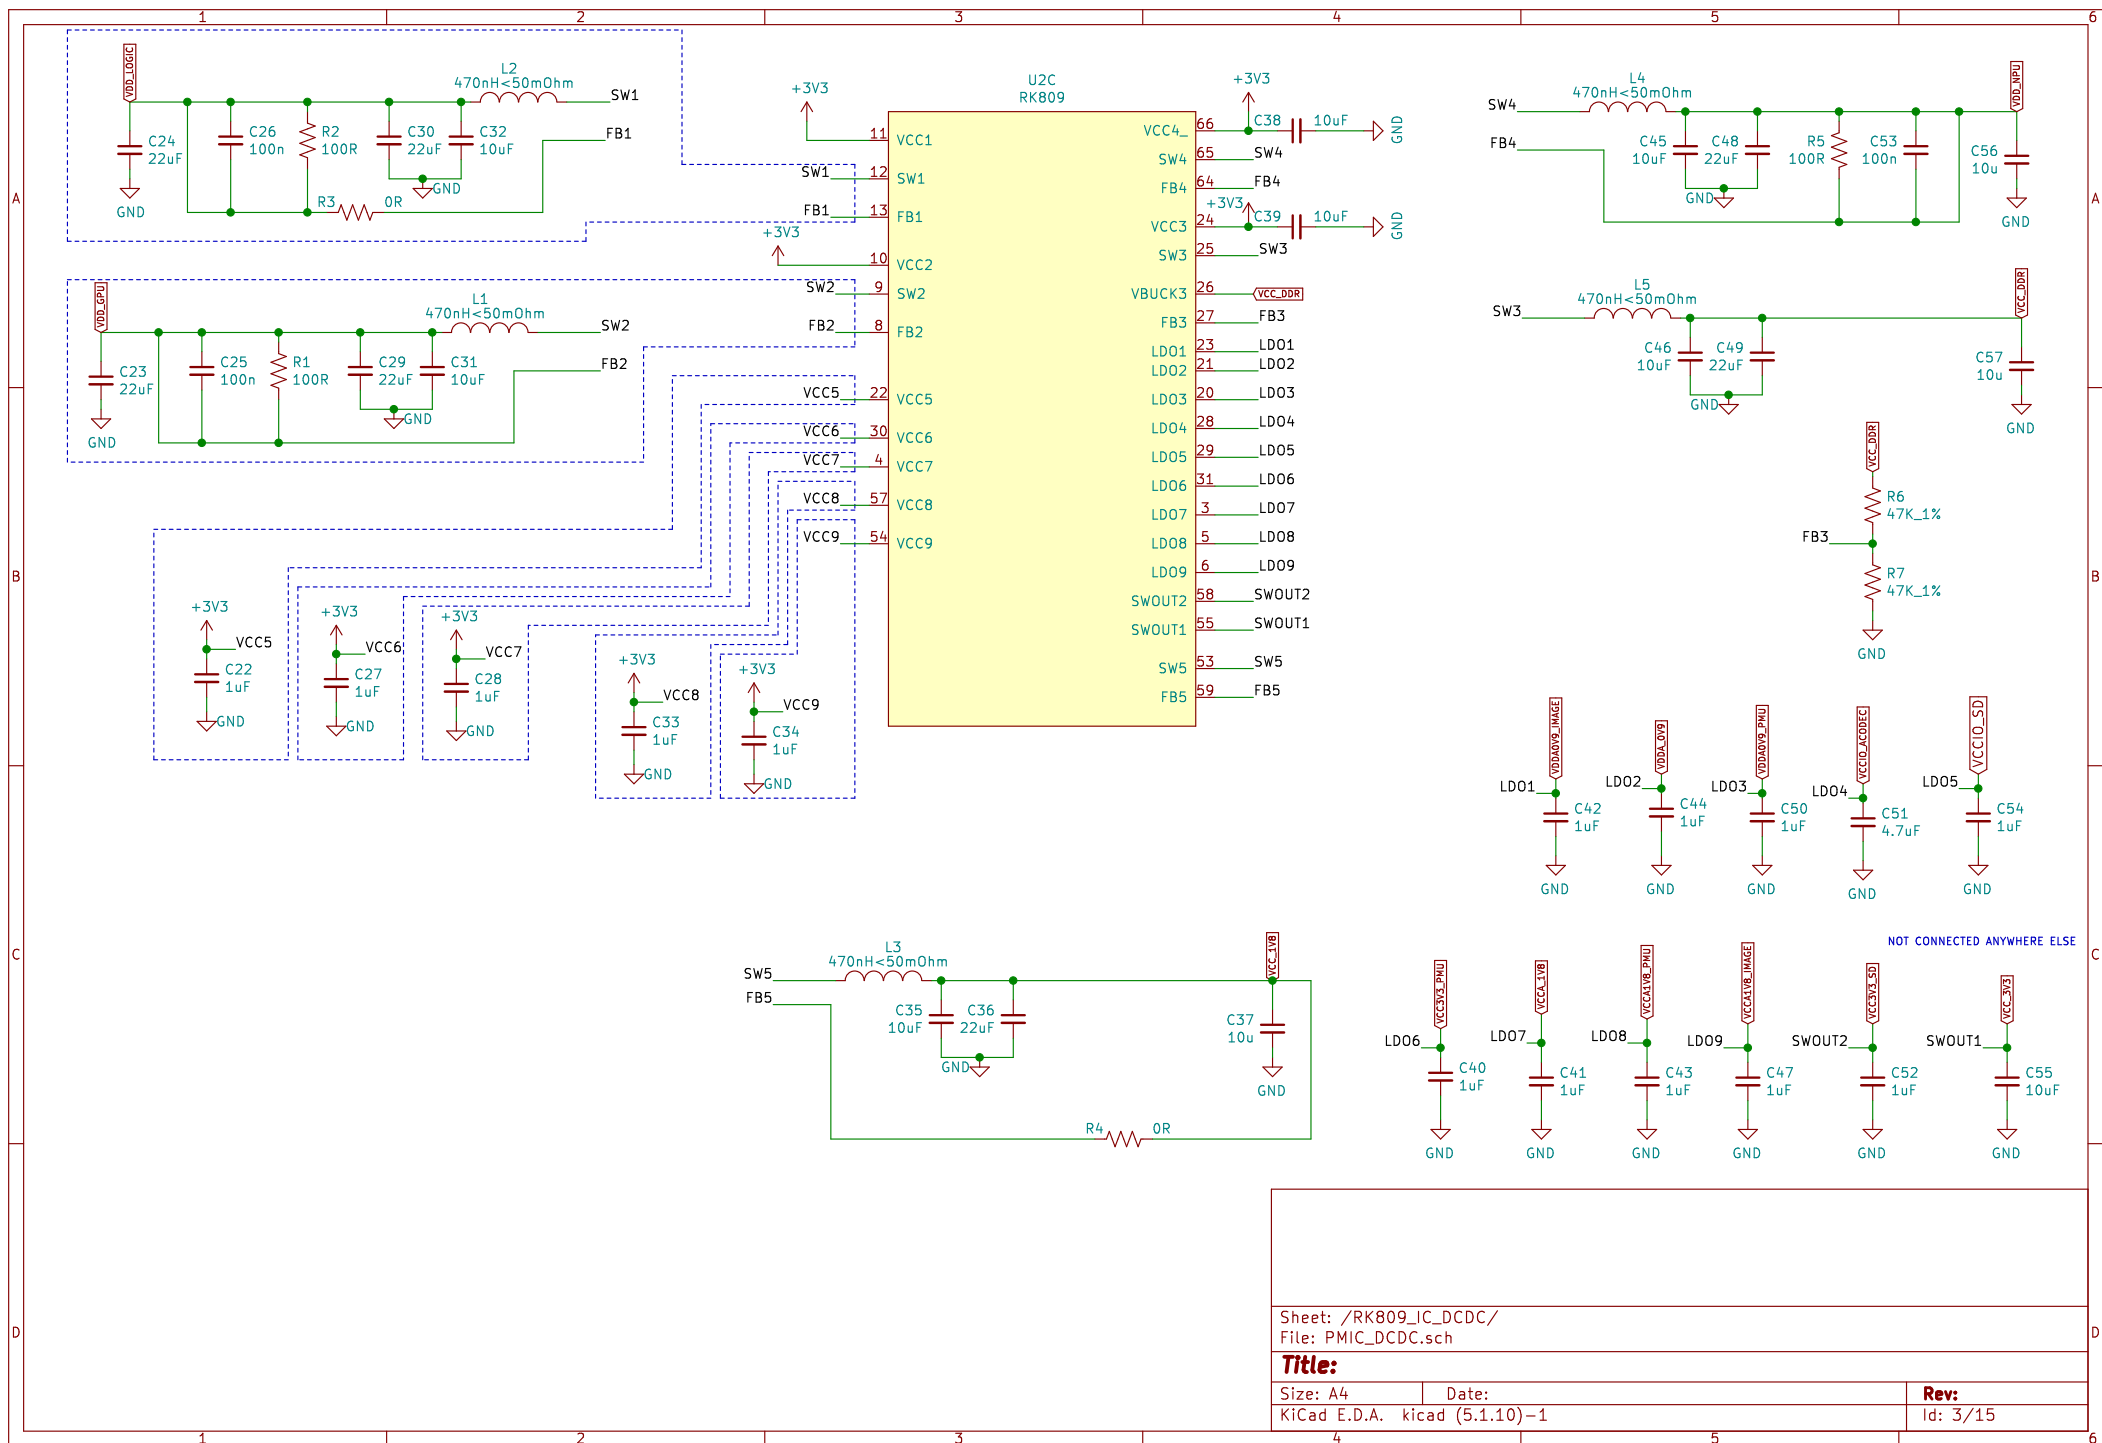 1 2 3 4 5 6
A
B
C
D
A
B
C
D
VDD_LOGIC
L2
470nH<50mOhm
SW1
FB1
C24
22uF
C26
100n
R2
100R
C30
22uF
C32
10uF
GND
GND
R3 0R
VDD_GPU
L1
470nH<50mOhm
SW2
FB2
C23
22uF
C25
100n
R1
100R
C29
22uF
C31
10uF
GND
GND
U2C
RK809
+3V3
11 VCC1
SW1 12 SW1
FB1 13 FB1
+3V3
10 VCC2
SW2 9 SW2
FB2 8 FB2
VCC5 22 VCC5
VCC6 30 VCC6
VCC7 4 VCC7
VCC8 57 VCC8
VCC9 54 VCC9
+3V3
VCC4_ 66 C38 10uF GND
SW4 65 SW4
FB4 64 FB4
+3V3
VCC3 24 C39 10uF GND
SW3 25 SW3
VBUCK3 26 VCC_DDR
FB3 27 FB3
LDO1 23 LDO1
LDO2 21 LDO2
LDO3 20 LDO3
LDO4 28 LDO4
LDO5 29 LDO5
LDO6 31 LDO6
LDO7 3 LDO7
LDO8 5 LDO8
LDO9 6 LDO9
SWOUT2 58 SWOUT2
SWOUT1 55 SWOUT1
SW5 53 SW5
FB5 59 FB5
L4
470nH<50mOhm
SW4
FB4
VDD_NPU
C45
10uF
C48
22uF
R5
100R
C53
100n
C56
10u
GND
GND
L5
470nH<50mOhm
SW3
VCC_DDR
C46
10uF
C49
22uF
C57
10u
GND
GND
VCC_DDR
R6
47K_1%
FB3
R7
47K_1%
GND
+3V3
VCC5
C22
1uF
GND
+3V3
VCC6
C27
1uF
GND
+3V3
VCC7
C28
1uF
GND
+3V3
VCC8
C33
1uF
GND
+3V3
VCC9
C34
1uF
GND
VDDA0V9_IMAGE
LDO1
C42
1uF
GND
VDDA_0V9
LDO2
C44
1uF
GND
VDDA0V9_PMU
LDO3
C50
1uF
GND
VCCIO_ACODEC
LDO4
C51
4.7uF
GND
VCCIO_SD
LDO5
C54
1uF
GND
L3
470nH<50mOhm
SW5
FB5
VCC_1V8
C35
10uF
C36
22uF
C37
10u
GND
GND
R4 0R
NOT CONNECTED ANYWHERE ELSE
VCC3V3_PMU
LDO6
C40
1uF
GND
VCCA_1V8
LDO7
C41
1uF
GND
VCCA1V8_PMU
LDO8
C43
1uF
GND
VCCA1V8_IMAGE
LDO9
C47
1uF
GND
VCC3V3_SD
SWOUT2
C52
1uF
GND
VCC_3V3
SWOUT1
C55
10uF
GND
Sheet: /RK809_IC_DCDC/
File: PMIC_DCDC.sch
Title:
Size: A4 Date: Rev:
KiCad E.D.A. kicad (5.1.10)-1 Id: 3/15
1 2 3 4 5 6